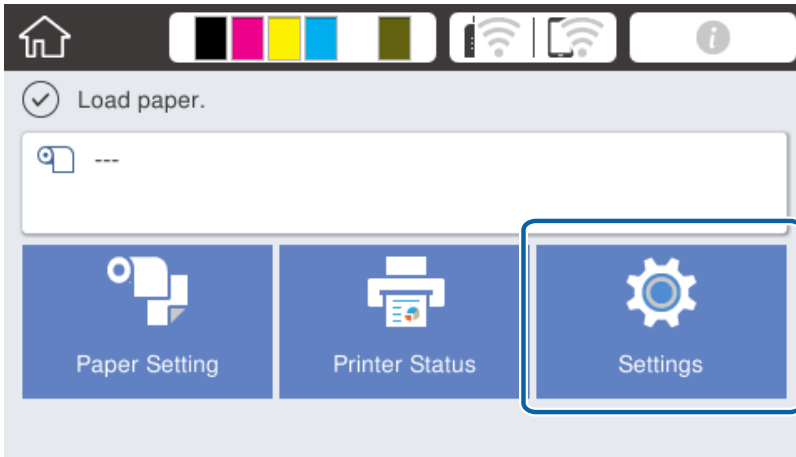 Load paper.
---
Paper Setting
Printer Status
Settings